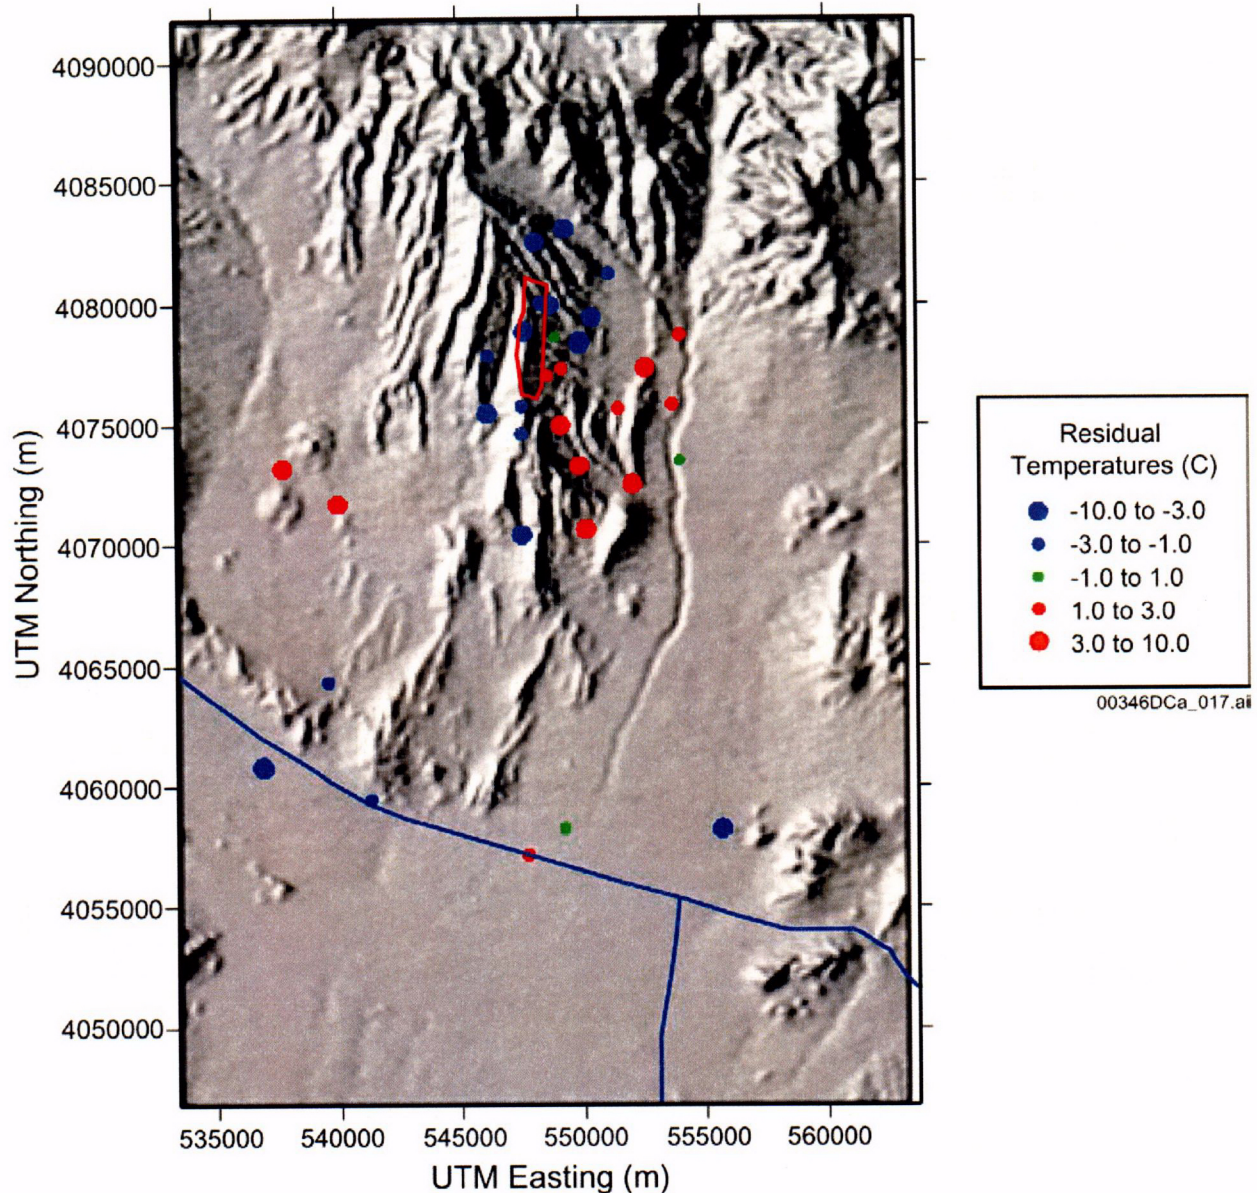 4090000
4085000
4080000
4075000
4070000
4065000
4060000
4055000
4050000
UTM Northing (m)
535000 540000 545000 550000 555000 560000
UTM Easting (m)
Residual
Temperatures (C)
-10.0 to -3.0
-3.0 to -1.0
-1.0 to 1.0
1.0 to 3.0
3.0 to 10.0
00346DCa_017.ai